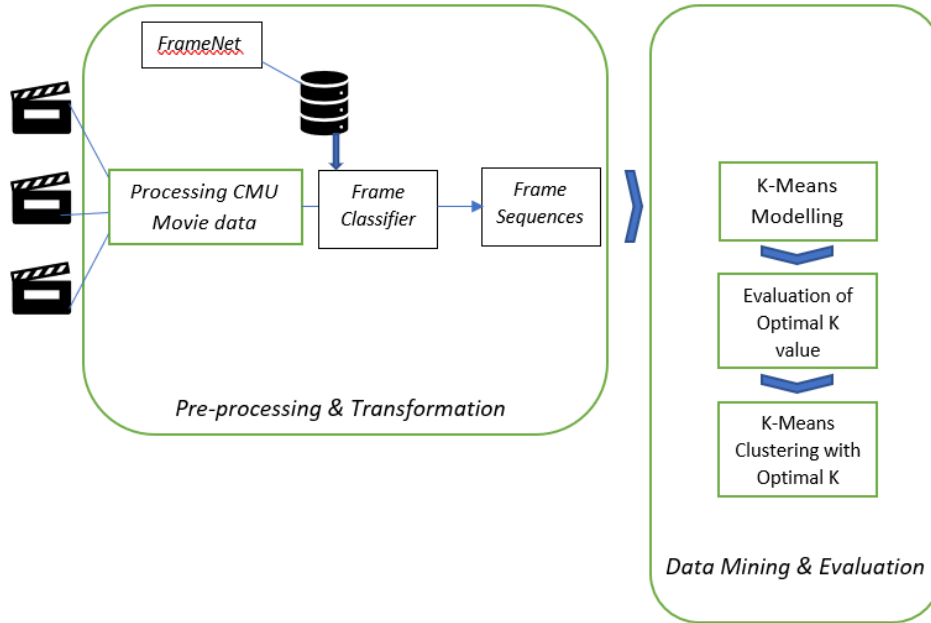 FrameNet
Processing CMU
Movie data
Frame
Classifier
Frame
Sequences
Pre-processing & Transformation
K-Means
Modelling
Evaluation of
Optimal K
value
K-Means
Clustering with
Optimal K
Data Mining & Evaluation